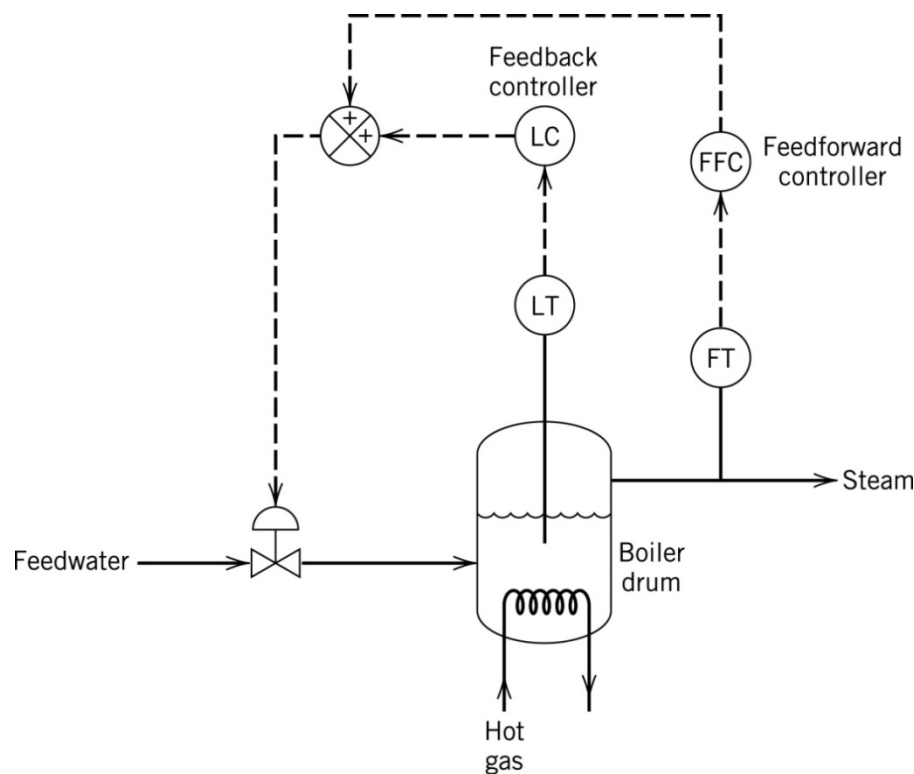 Feedback
controller
+
+
LC
FFC
Feedforward
controller
LT
FT
Steam
Feedwater
Boiler
drum
Hot
gas